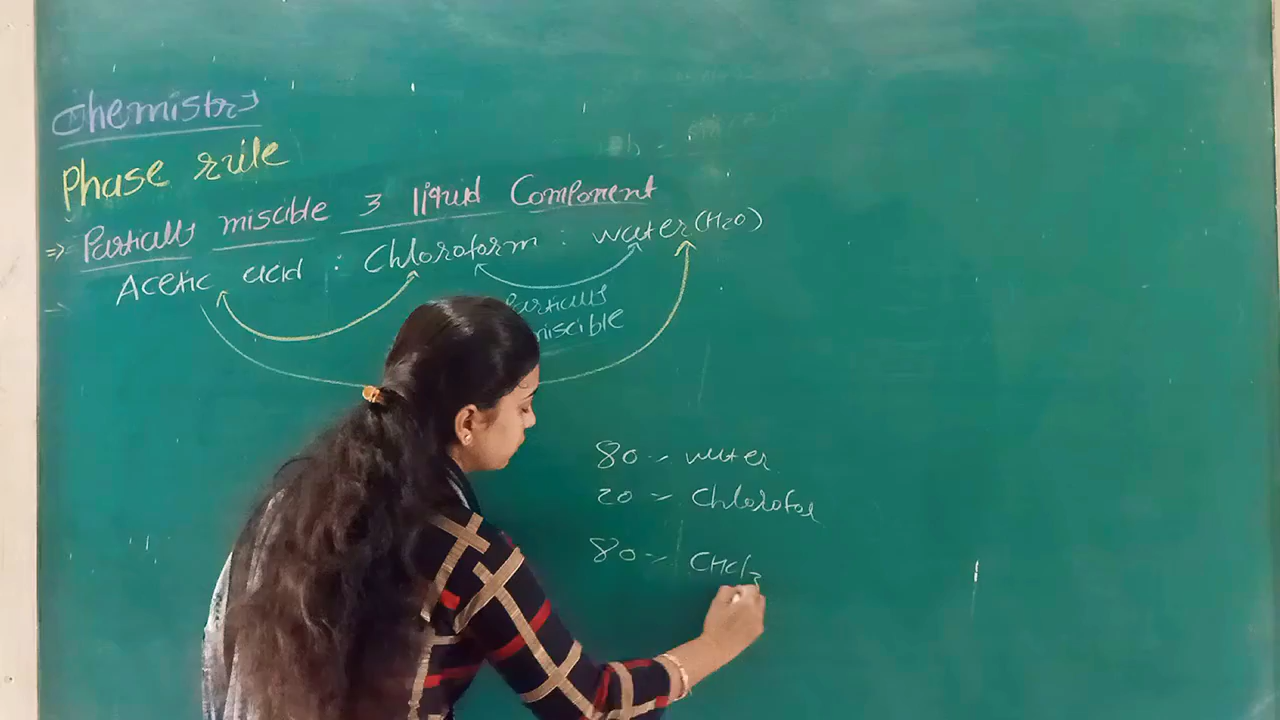 Chemistry
Phase rule
=> Partially miscible 3 liquid Component
Acetic acid : Chloroform : water (H2O)
Partially
miscible
80 % water
20 % Chlorofor
80 % CHCl3